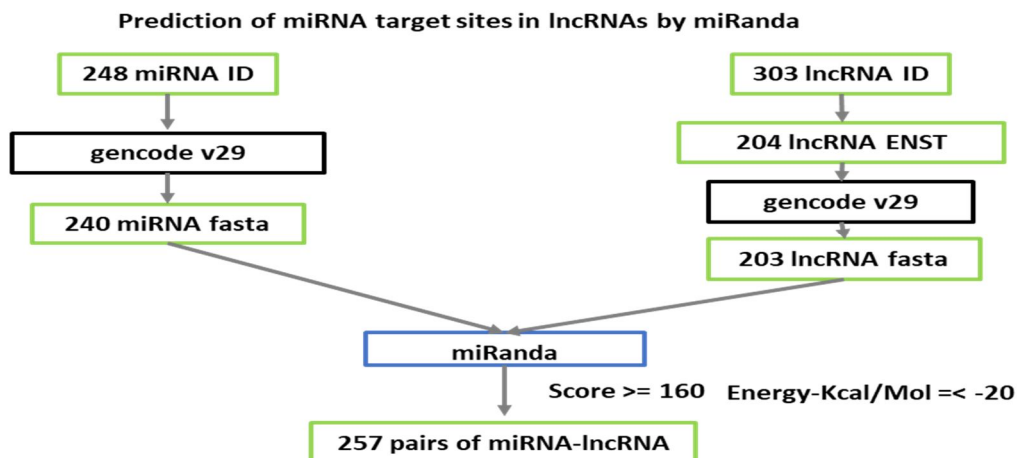 Prediction of miRNA target sites in lncRNAs by miRanda
248 miRNA ID
303 lncRNA ID
gencode v29
204 lncRNA ENST
gencode v29
240 miRNA fasta
203 lncRNA fasta
miRanda
Score >= 160 Energy-Kcal/Mol =< -20
257 pairs of miRNA-lncRNA